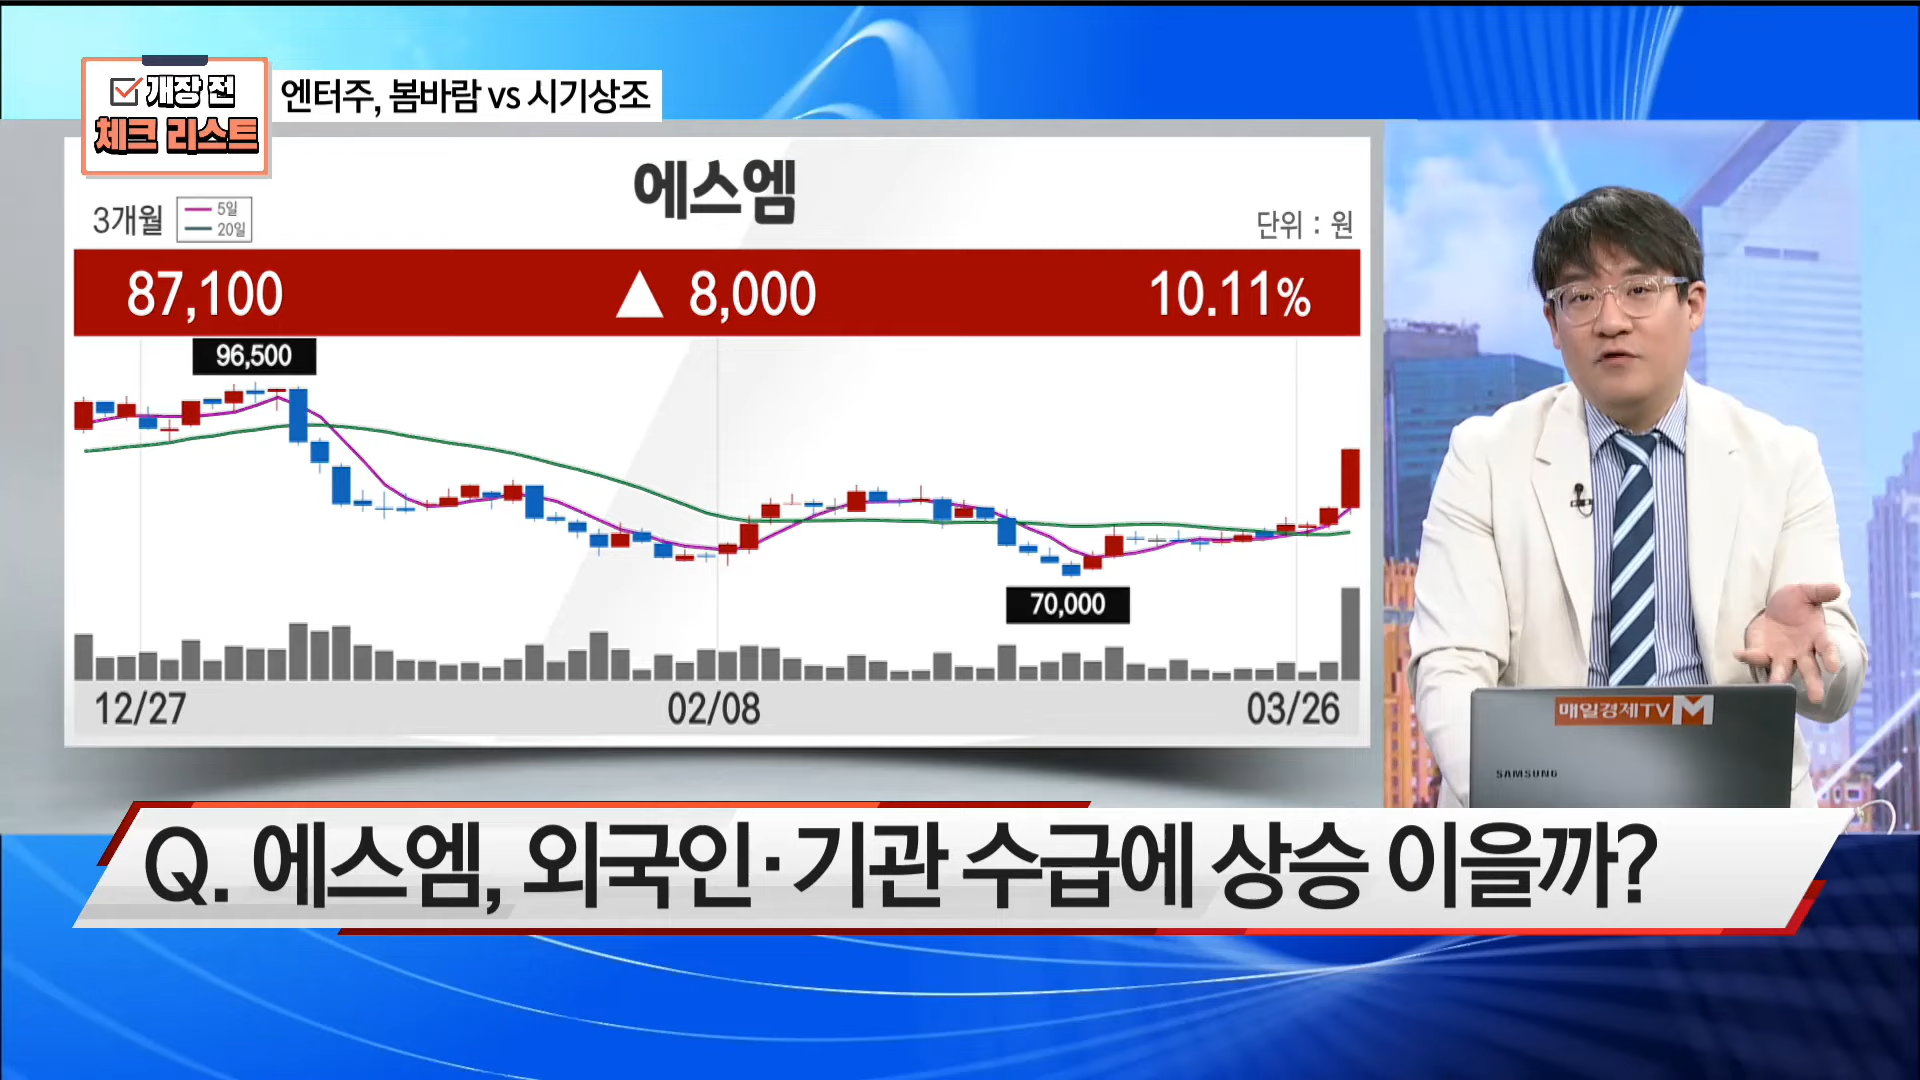 개장 전
체크 리스트
엔터주, 봄바람 vs 시기상조
에스엠
3개월
5일
20일
단위 : 원
87,100 ▲ 8,000 10.11%
96,500
70,000
12/27 02/08 03/26
매일경제TV M
SAMSUNG
Q. 에스엠, 외국인·기관 수급에 상승 이을까?